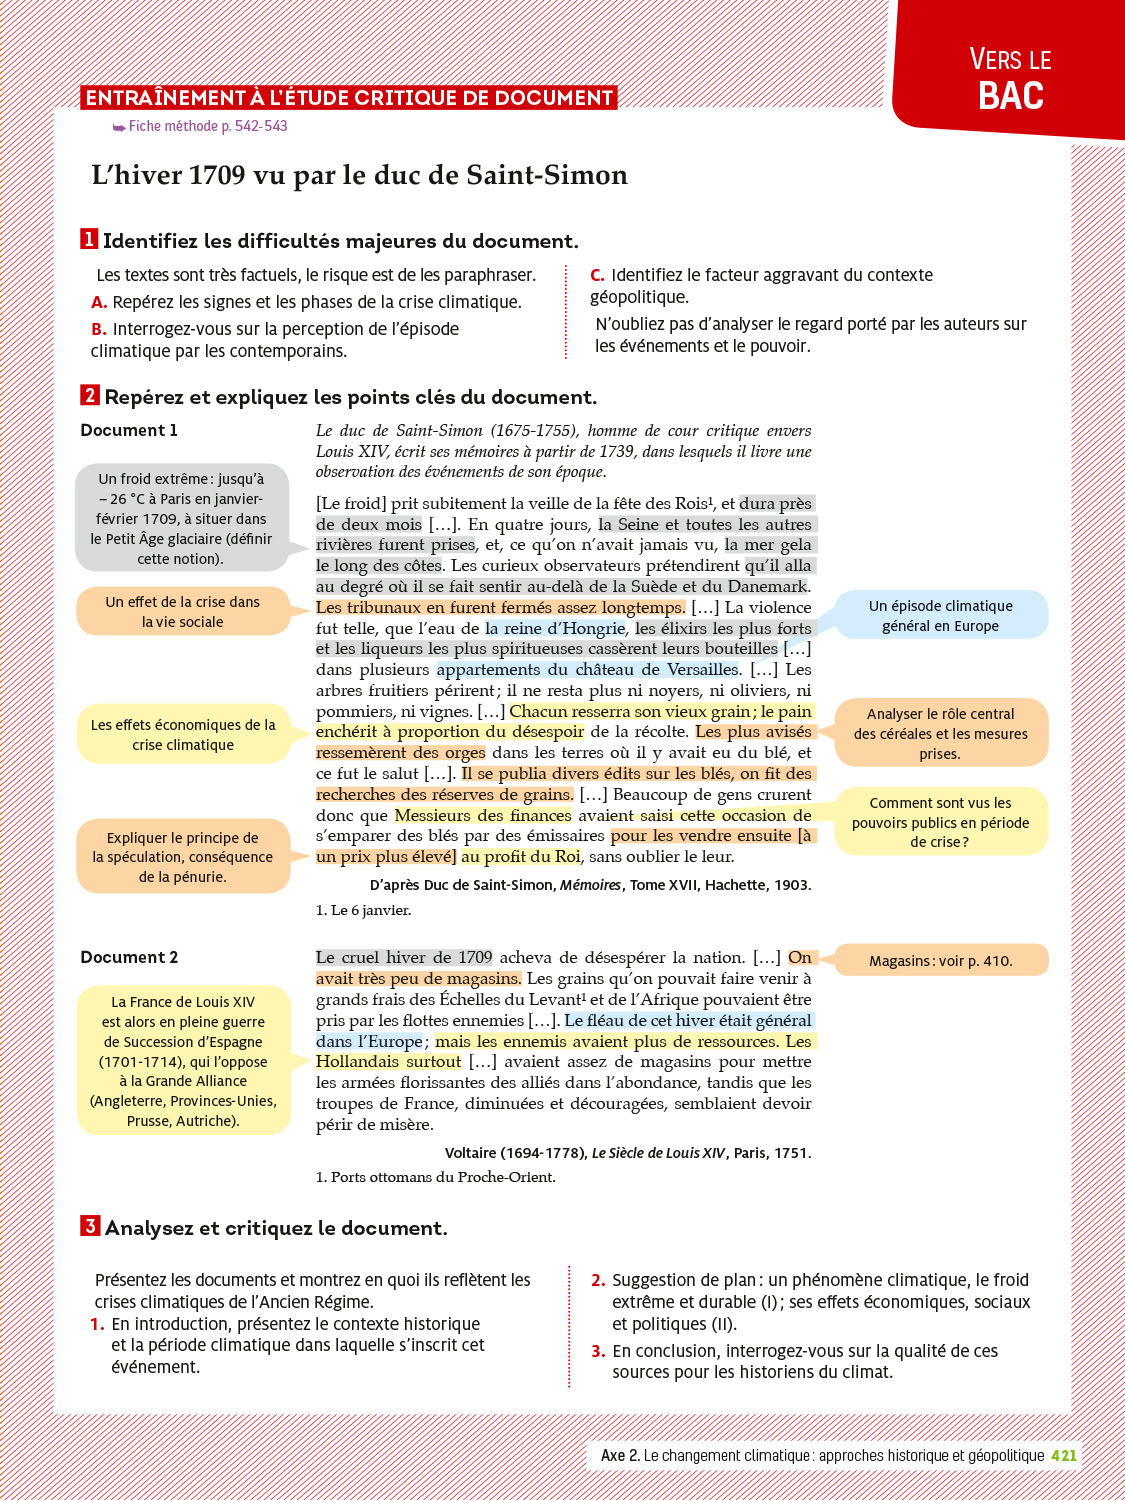 VERS LE
BAC
ENTRAÎNEMENT À L'ÉTUDE CRITIQUE DE DOCUMENT
➥ Fiche méthode p. 542-543
L'hiver 1709 vu par le duc de Saint-Simon
1 Identifiez les difficultés majeures du document.
Les textes sont très factuels, le risque est de les paraphraser.
A. Repérez les signes et les phases de la crise climatique.
B. Interrogez-vous sur la perception de l'épisode
climatique par les contemporains.
C. Identifiez le facteur aggravant du contexte
géopolitique.
N'oubliez pas d'analyser le regard porté par les auteurs sur
les événements et le pouvoir.
2 Repérez et expliquez les points clés du document.
Document 1
Un froid extrême : jusqu'à
– 26 °C à Paris en janvier-
février 1709, à situer dans
le Petit Âge glaciaire (définir
cette notion).
Un effet de la crise dans
la vie sociale
Les effets économiques de la
crise climatique
Expliquer le principe de
la spéculation, conséquence
de la pénurie.
Le duc de Saint-Simon (1675-1755), homme de cour critique envers
Louis XIV, écrit ses mémoires à partir de 1739, dans lesquels il livre une
observation des événements de son époque.
[Le froid] prit subitement la veille de la fête des Rois¹, et dura près
de deux mois […]. En quatre jours, la Seine et toutes les autres
rivières furent prises, et, ce qu'on n'avait jamais vu, la mer gela
le long des côtes. Les curieux observateurs prétendirent qu'il alla
au degré où il se fait sentir au-delà de la Suède et du Danemark.
Les tribunaux en furent fermés assez longtemps. […] La violence
fut telle, que l'eau de la reine d'Hongrie, les élixirs les plus forts
et les liqueurs les plus spiritueuses cassèrent leurs bouteilles […]
dans plusieurs appartements du château de Versailles. […] Les
arbres fruitiers périrent ; il ne resta plus ni noyers, ni oliviers, ni
pommiers, ni vignes. […] Chacun resserra son vieux grain ; le pain
enchérit à proportion du désespoir de la récolte. Les plus avisés
ressemèrent des orges dans les terres où il y avait eu du blé, et
ce fut le salut […]. Il se publia divers édits sur les blés, on fit des
recherches des réserves de grains. […] Beaucoup de gens crurent
donc que Messieurs des finances avaient saisi cette occasion de
s'emparer des blés par des émissaires pour les vendre ensuite [à
un prix plus élevé] au profit du Roi, sans oublier le leur.
D'après Duc de Saint-Simon, Mémoires, Tome XVII, Hachette, 1903.
1. Le 6 janvier.
Un épisode climatique
général en Europe
Analyser le rôle central
des céréales et les mesures
prises.
Comment sont vus les
pouvoirs publics en période
de crise ?
Document 2
La France de Louis XIV
est alors en pleine guerre
de Succession d'Espagne
(1701-1714), qui l'oppose
à la Grande Alliance
(Angleterre, Provinces-Unies,
Prusse, Autriche).
Le cruel hiver de 1709 acheva de désespérer la nation. […] On
avait très peu de magasins. Les grains qu'on pouvait faire venir à
grands frais des Échelles du Levant¹ et de l'Afrique pouvaient être
pris par les flottes ennemies […]. Le fléau de cet hiver était général
dans l'Europe ; mais les ennemis avaient plus de ressources. Les
Hollandais surtout […] avaient assez de magasins pour mettre
les armées florissantes des alliés dans l'abondance, tandis que les
troupes de France, diminuées et découragées, semblaient devoir
périr de misère.
Voltaire (1694-1778), Le Siècle de Louis XIV, Paris, 1751.
1. Ports ottomans du Proche-Orient.
Magasins : voir p. 410.
3 Analysez et critiquez le document.
Présentez les documents et montrez en quoi ils reflètent les
crises climatiques de l'Ancien Régime.
1. En introduction, présentez le contexte historique
et la période climatique dans laquelle s'inscrit cet
événement.
2. Suggestion de plan : un phénomène climatique, le froid
extrême et durable (I) ; ses effets économiques, sociaux
et politiques (II).
3. En conclusion, interrogez-vous sur la qualité de ces
sources pour les historiens du climat.
Axe 2. Le changement climatique : approches historique et géopolitique 421